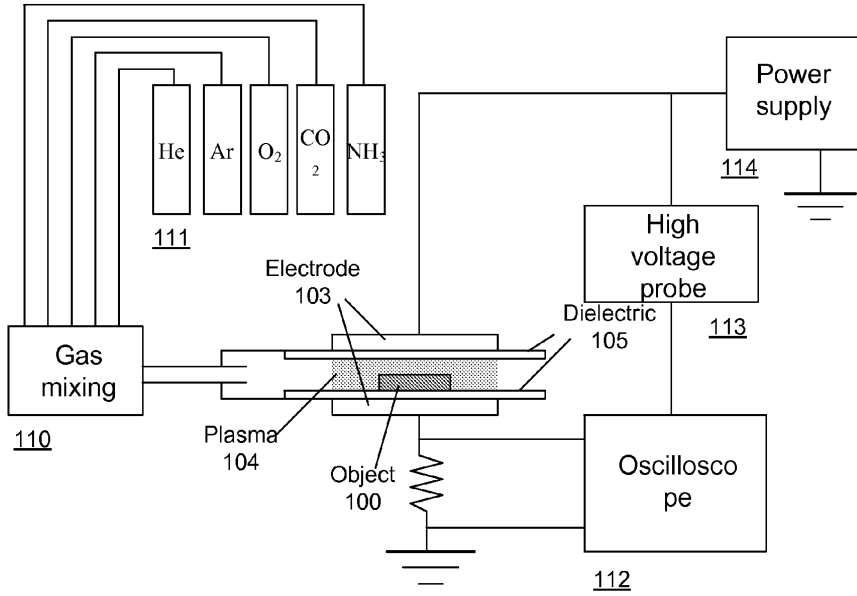 He
Ar
O₂
CO
2
NH₃
111
Power
supply
114
High
voltage
probe
113
Electrode
103
Dielectric
105
Gas
mixing
110
Plasma
104
Object
100
Oscillosco
pe
112